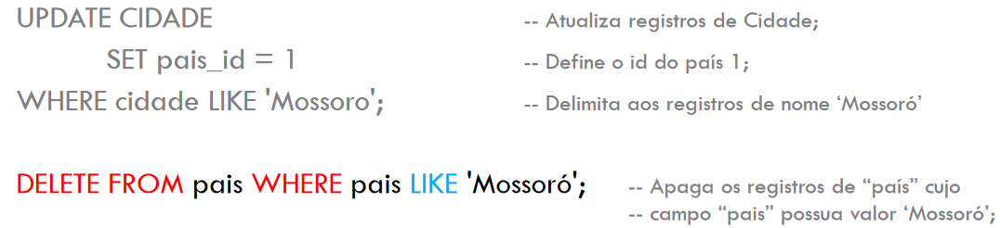 UPDATE CIDADE -- Atualiza registros de Cidade;
SET pais_id = 1 -- Define o id do país 1;
WHERE cidade LIKE 'Mossoro'; -- Delimita aos registros de nome ‘Mossoró’
DELETE FROM pais WHERE pais LIKE 'Mossoró'; -- Apaga os registros de “país” cujo
-- campo “pais” possua valor ‘Mossoró’;